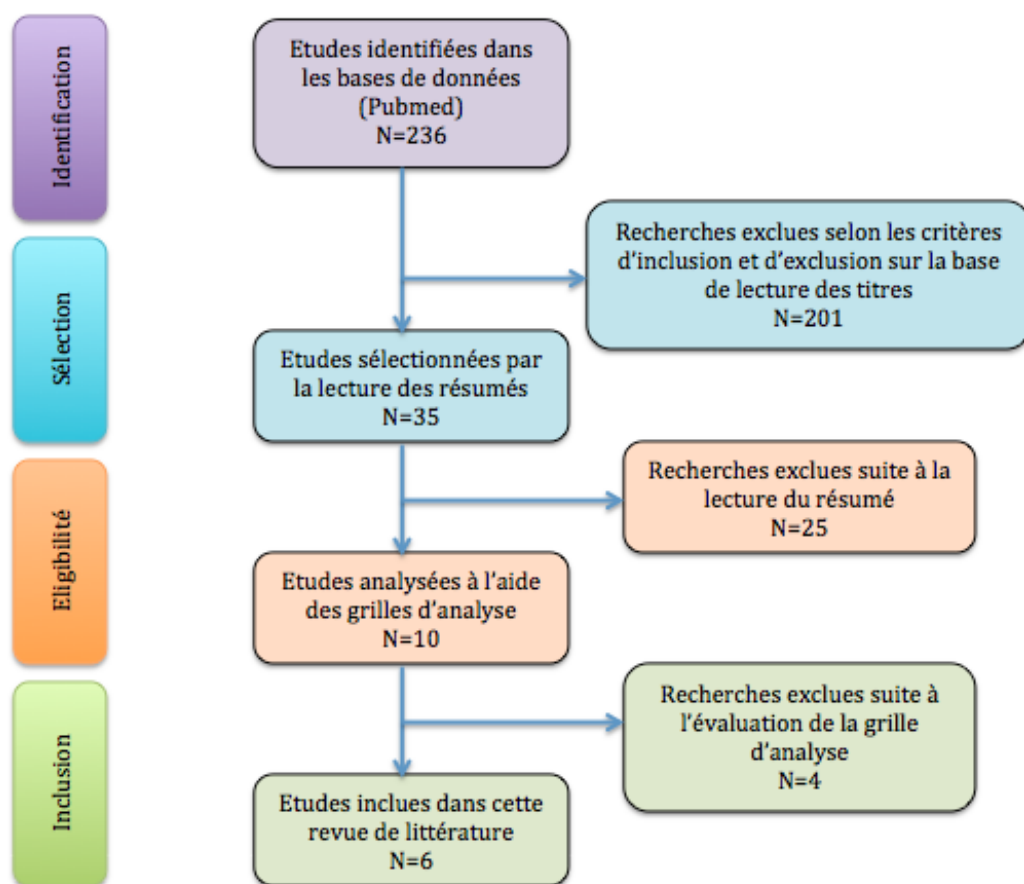 Identification
Etudes identifiées dans
les bases de données
(Pubmed)
N=236
Recherches exclues selon les critères
d'inclusion et d'exclusion sur la base
de lecture des titres
N=201
Sélection
Etudes sélectionnées par
la lecture des résumés
N=35
Recherches exclues suite à la
lecture du résumé
N=25
Eligibilité
Etudes analysées à l'aide
des grilles d'analyse
N=10
Recherches exclues suite à
l'évaluation de la grille
d'analyse
N=4
Inclusion
Etudes inclues dans cette
revue de littérature
N=6